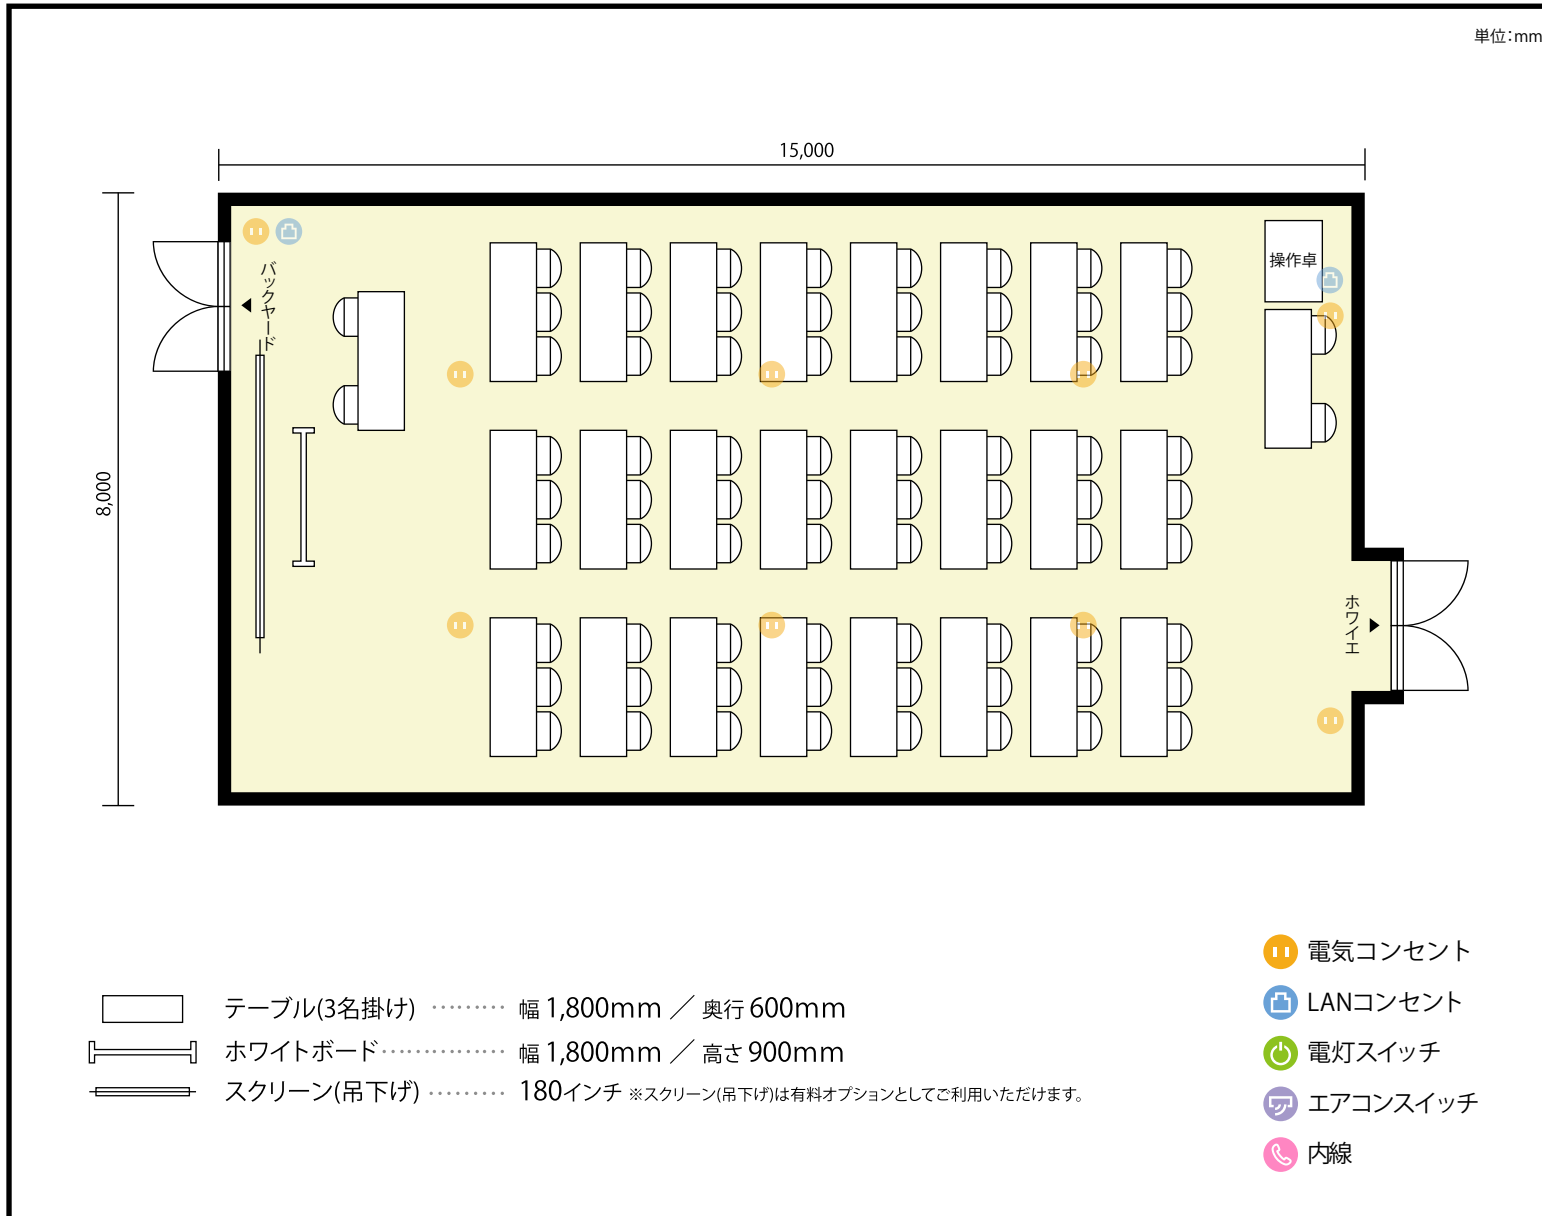 単位：mm
15,000
8,000
バックヤード
操作卓
ホワイエ
テーブル(3名掛け) ········· 幅 1,800mm ／ 奥行 600mm
ホワイトボード ··············· 幅 1,800mm ／ 高さ 900mm
スクリーン(吊下げ) ········· 180インチ ※スクリーン(吊下げ)は有料オプションとしてご利用いただけます。
電気コンセント
LANコンセント
電灯スイッチ
エアコンスイッチ
内線